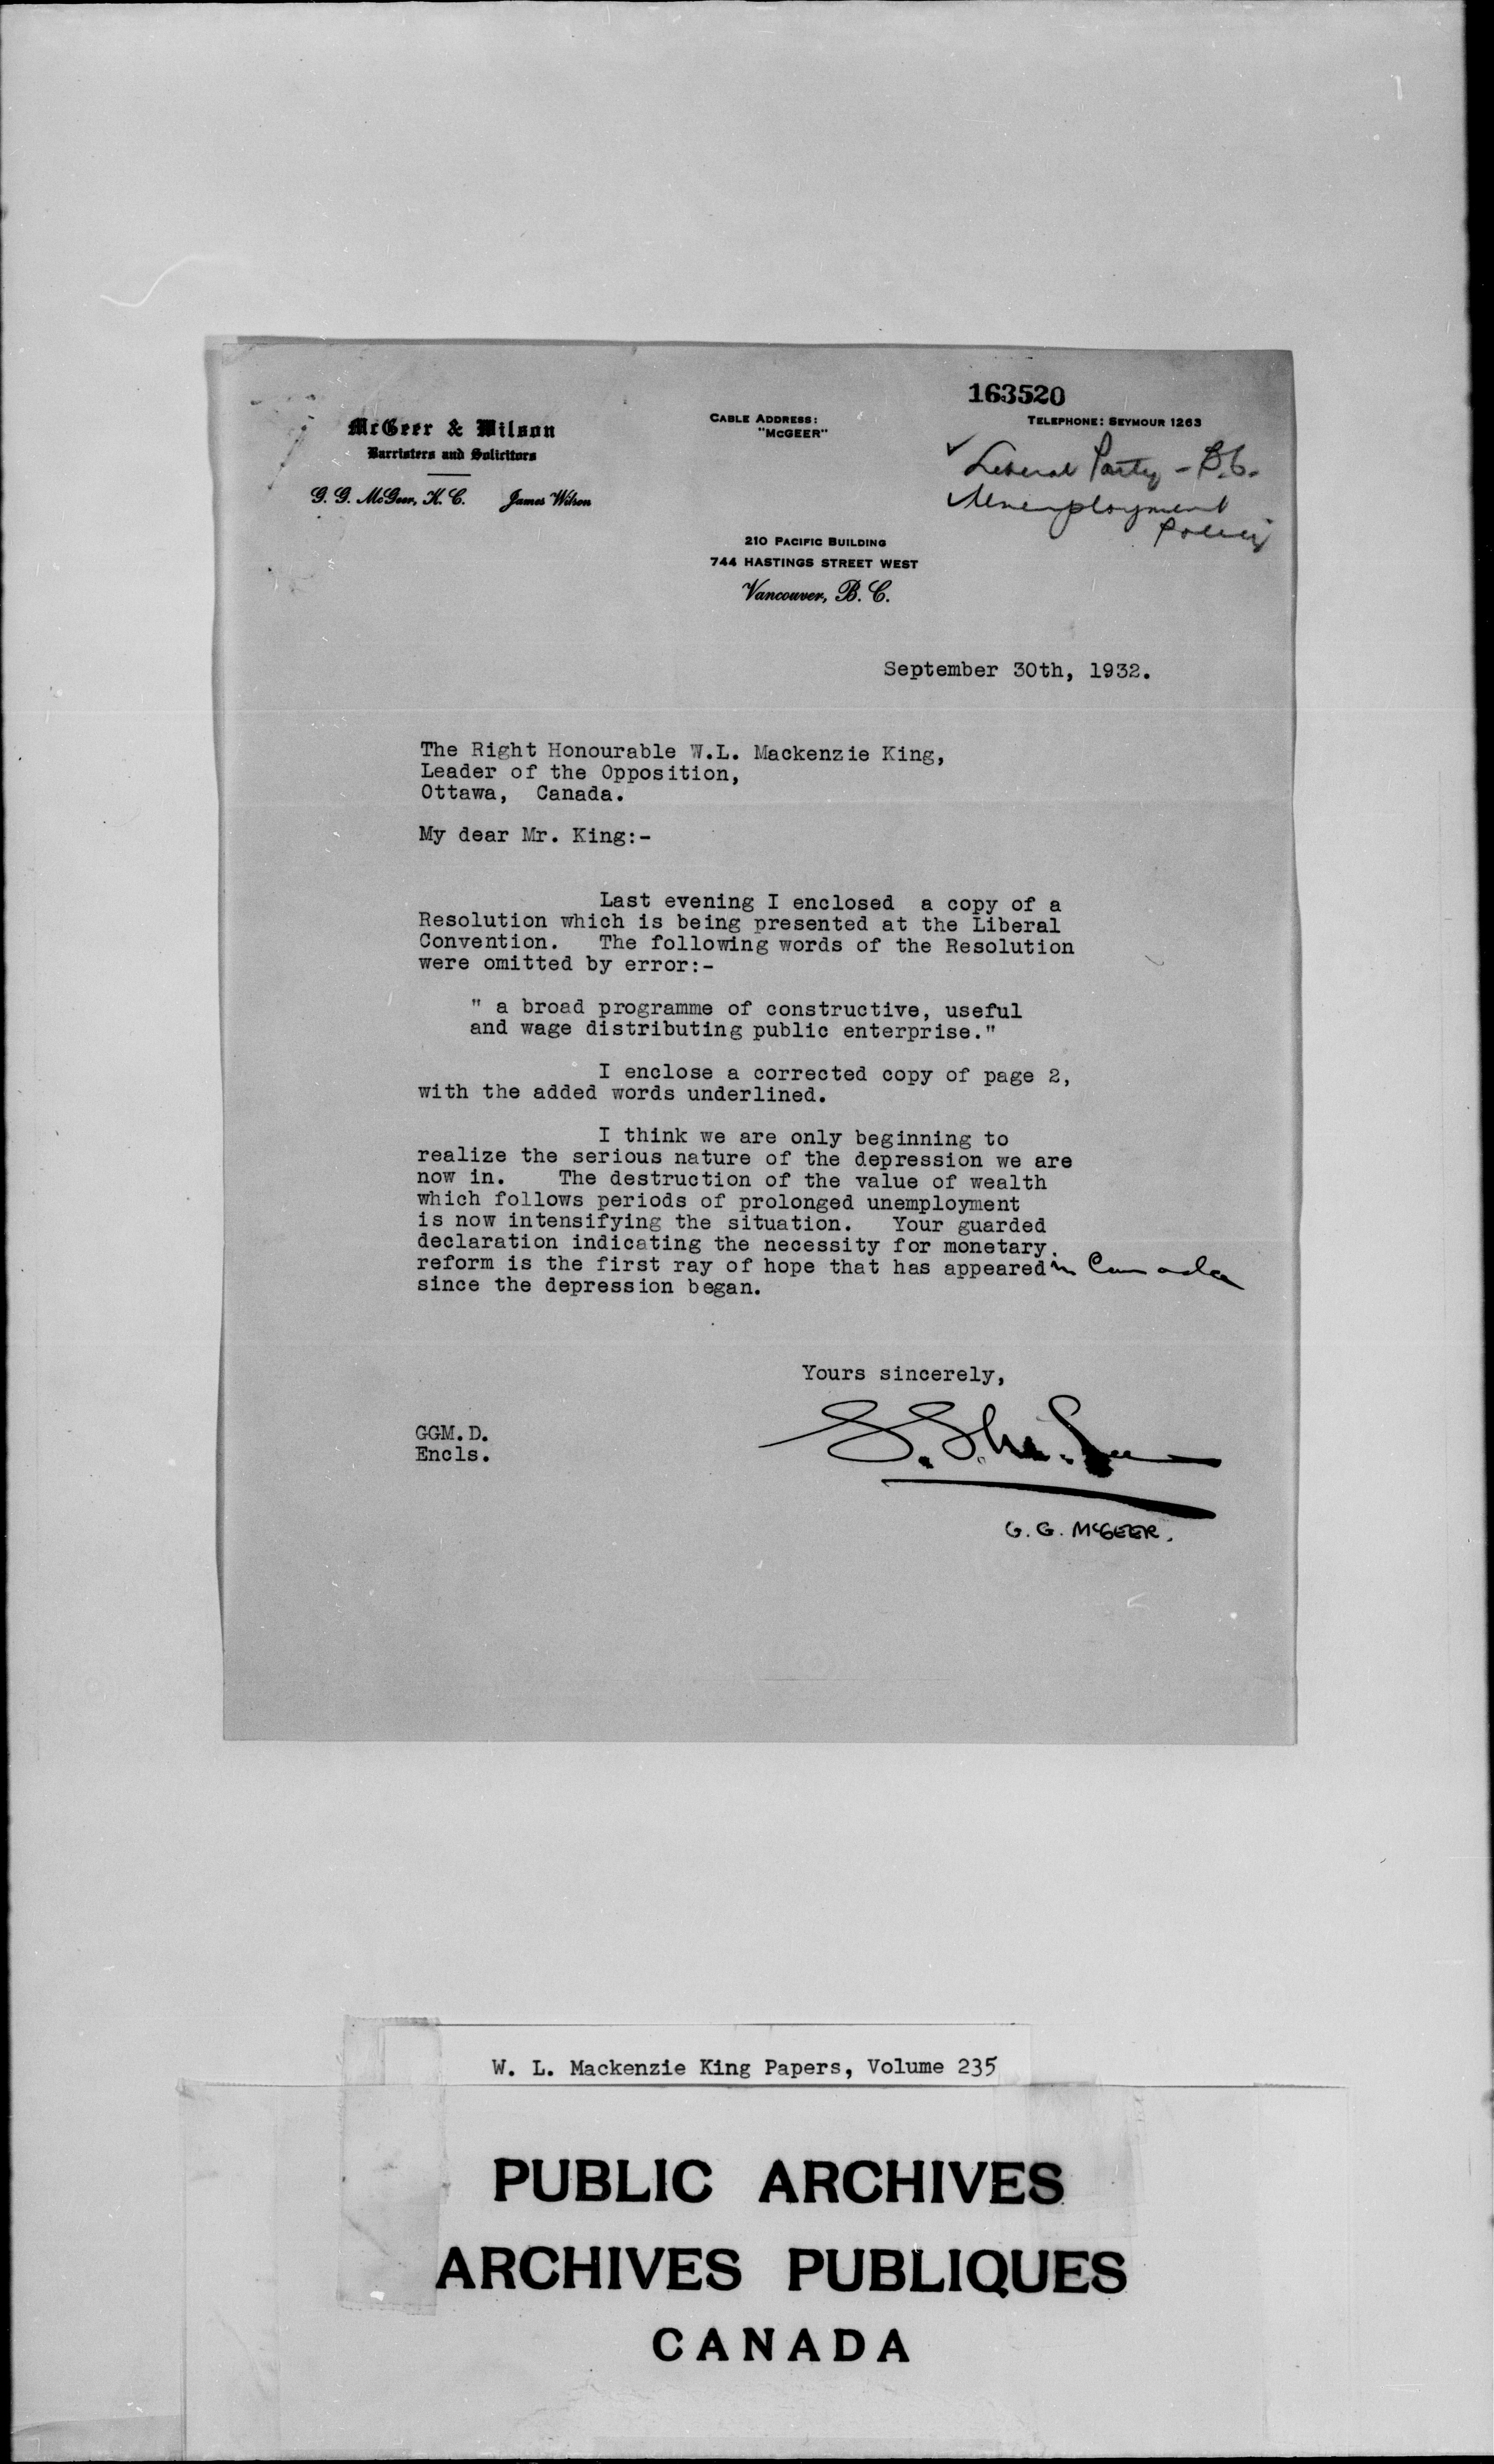 163520
McGeer & Wilson
Barristers and Solicitors
G. G. McGeer, K. C. James Wilson
CABLE ADDRESS:
"McGEER"
TELEPHONE: SEYMOUR 1263
Liberal Party - B.C.
Unemployment
Policy
210 PACIFIC BUILDING
744 HASTINGS STREET WEST
Vancouver, B. C.
September 30th, 1932.
The Right Honourable W.L. Mackenzie King,
Leader of the Opposition,
Ottawa, Canada.
My dear Mr. King:-
Last evening I enclosed a copy of a
Resolution which is being presented at the Liberal
Convention. The following words of the Resolution
were omitted by error:-
" a broad programme of constructive, useful
and wage distributing public enterprise."
I enclose a corrected copy of page 2,
with the added words underlined.
I think we are only beginning to
realize the serious nature of the depression we are
now in. The destruction of the value of wealth
which follows periods of prolonged unemployment
is now intensifying the situation. Your guarded
declaration indicating the necessity for monetary
reform is the first ray of hope that has appeared in Canada
since the depression began.
Yours sincerely,
GGM.D.
Encls.
G. G. McGeer
G. G. McGEER.
W. L. Mackenzie King Papers, Volume 235
PUBLIC ARCHIVES
ARCHIVES PUBLIQUES
CANADA